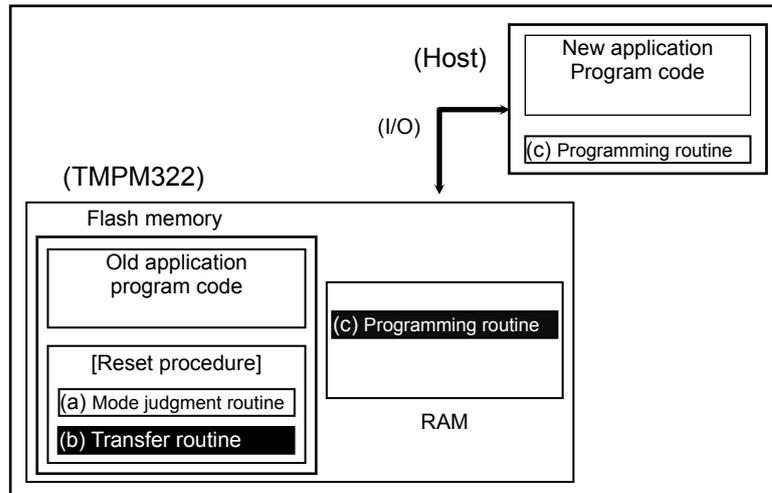 (Host)
New application
Program code
(c) Programming routine
(I/O)
(TMPM322)
Flash memory
Old application
program code
[Reset procedure]
(a) Mode judgment routine
(b) Transfer routine
(c) Programming routine
RAM